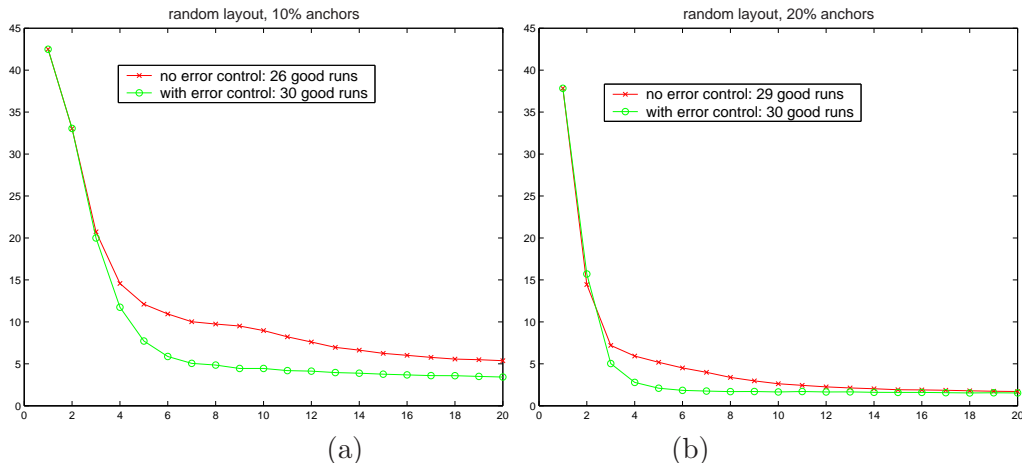 random layout, 10% anchors
45
40
35
30
25
20
15
10
5
0
0 2 4 6 8 10 12 14 16 18 20
no error control: 26 good runs
with error control: 30 good runs
(a)
random layout, 20% anchors
45
40
35
30
25
20
15
10
5
0
0 2 4 6 8 10 12 14 16 18 20
no error control: 29 good runs
with error control: 30 good runs
(b)